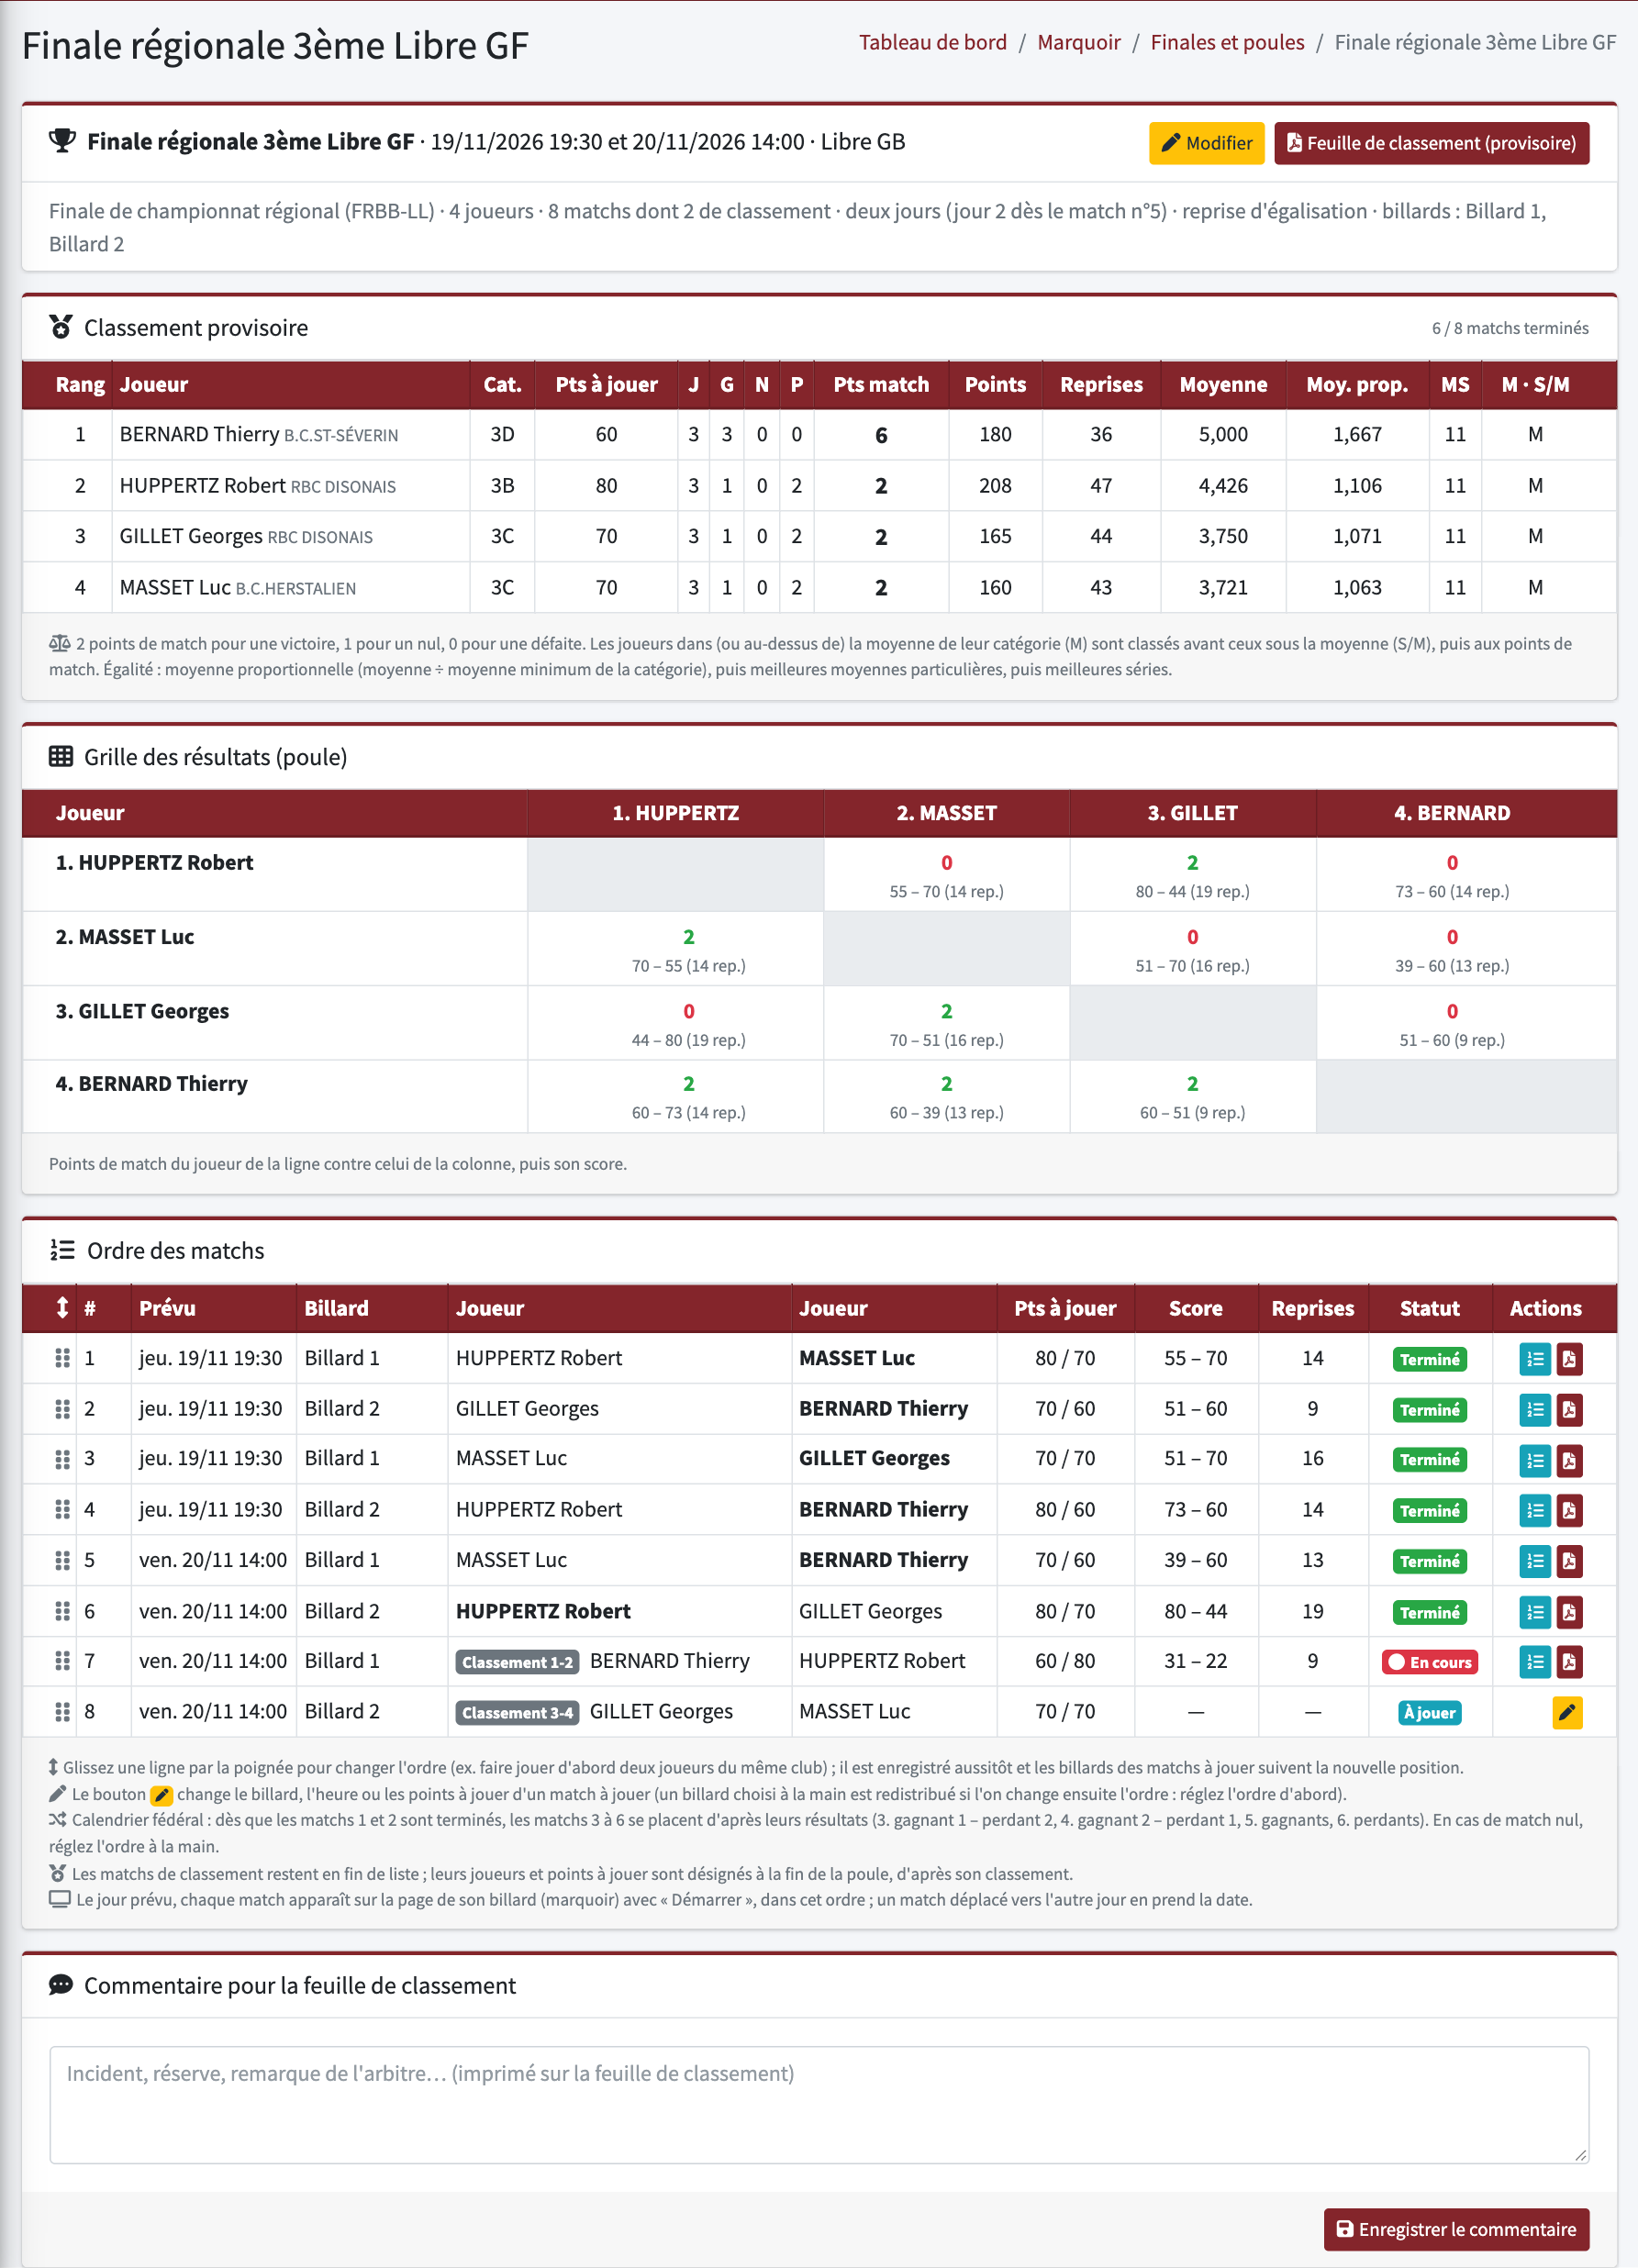 Finale régionale 3ème Libre GF
Tableau de bord / Marquoir / Finales et poules / Finale régionale 3ème Libre GF
Finale régionale 3ème Libre GF · 19/11/2026 19:30 et 20/11/2026 14:00 · Libre GB
Modifier
Feuille de classement (provisoire)
Finale de championnat régional (FRBB-LL) · 4 joueurs · 8 matchs dont 2 de classement · deux jours (jour 2 dès le match n°5) · reprise d'égalisation · billards : Billard 1,
Billard 2
Classement provisoire
6 / 8 matchs terminés
Rang Joueur Cat. Pts à jouer J G N P Pts match Points Reprises Moyenne Moy. prop. MS M · S/M
1 BERNARD Thierry B.C.ST-SÉVERIN 3D 60 3 3 0 0 6 180 36 5,000 1,667 11 M
2 HUPPERTZ Robert RBC DISONAIS 3B 80 3 1 0 2 2 208 47 4,426 1,106 11 M
3 GILLET Georges RBC DISONAIS 3C 70 3 1 0 2 2 165 44 3,750 1,071 11 M
4 MASSET Luc B.C.HERSTALIEN 3C 70 3 1 0 2 2 160 43 3,721 1,063 11 M
2 points de match pour une victoire, 1 pour un nul, 0 pour une défaite. Les joueurs dans (ou au-dessus de) la moyenne de leur catégorie (M) sont classés avant ceux sous la moyenne (S/M), puis aux points de
match. Égalité : moyenne proportionnelle (moyenne ÷ moyenne minimum de la catégorie), puis meilleures moyennes particulières, puis meilleures séries.
Grille des résultats (poule)
Joueur 1. HUPPERTZ 2. MASSET 3. GILLET 4. BERNARD
1. HUPPERTZ Robert 0 2 0
55 – 70 (14 rep.) 80 – 44 (19 rep.) 73 – 60 (14 rep.)
2. MASSET Luc 2 0 0
70 – 55 (14 rep.) 51 – 70 (16 rep.) 39 – 60 (13 rep.)
3. GILLET Georges 0 2 0
44 – 80 (19 rep.) 70 – 51 (16 rep.) 51 – 60 (9 rep.)
4. BERNARD Thierry 2 2 2
60 – 73 (14 rep.) 60 – 39 (13 rep.) 60 – 51 (9 rep.)
Points de match du joueur de la ligne contre celui de la colonne, puis son score.
Ordre des matchs
# Prévu Billard Joueur Joueur Pts à jouer Score Reprises Statut Actions
1 jeu. 19/11 19:30 Billard 1 HUPPERTZ Robert MASSET Luc 80 / 70 55 – 70 14 Terminé
2 jeu. 19/11 19:30 Billard 2 GILLET Georges BERNARD Thierry 70 / 60 51 – 60 9 Terminé
3 jeu. 19/11 19:30 Billard 1 MASSET Luc GILLET Georges 70 / 70 51 – 70 16 Terminé
4 jeu. 19/11 19:30 Billard 2 HUPPERTZ Robert BERNARD Thierry 80 / 60 73 – 60 14 Terminé
5 ven. 20/11 14:00 Billard 1 MASSET Luc BERNARD Thierry 70 / 60 39 – 60 13 Terminé
6 ven. 20/11 14:00 Billard 2 HUPPERTZ Robert GILLET Georges 80 / 70 80 – 44 19 Terminé
7 ven. 20/11 14:00 Billard 1 Classement 1-2 BERNARD Thierry HUPPERTZ Robert 60 / 80 31 – 22 9 En cours
8 ven. 20/11 14:00 Billard 2 Classement 3-4 GILLET Georges MASSET Luc 70 / 70 — — À jouer
Glissez une ligne par la poignée pour changer l'ordre (ex. faire jouer d'abord deux joueurs du même club) ; il est enregistré aussitôt et les billards des matchs à jouer suivent la nouvelle position.
Le bouton change le billard, l'heure ou les points à jouer d'un match à jouer (un billard choisi à la main est redistribué si l'on change ensuite l'ordre : réglez l'ordre d'abord).
Calendrier fédéral : dès que les matchs 1 et 2 sont terminés, les matchs 3 à 6 se placent d'après leurs résultats (3. gagnant 1 – perdant 2, 4. gagnant 2 – perdant 1, 5. gagnants, 6. perdants). En cas de match nul,
réglez l'ordre à la main.
Les matchs de classement restent en fin de liste ; leurs joueurs et points à jouer sont désignés à la fin de la poule, d'après son classement.
Le jour prévu, chaque match apparaît sur la page de son billard (marquoir) avec « Démarrer », dans cet ordre ; un match déplacé vers l'autre jour en prend la date.
Commentaire pour la feuille de classement
Incident, réserve, remarque de l'arbitre… (imprimé sur la feuille de classement)
Enregistrer le commentaire